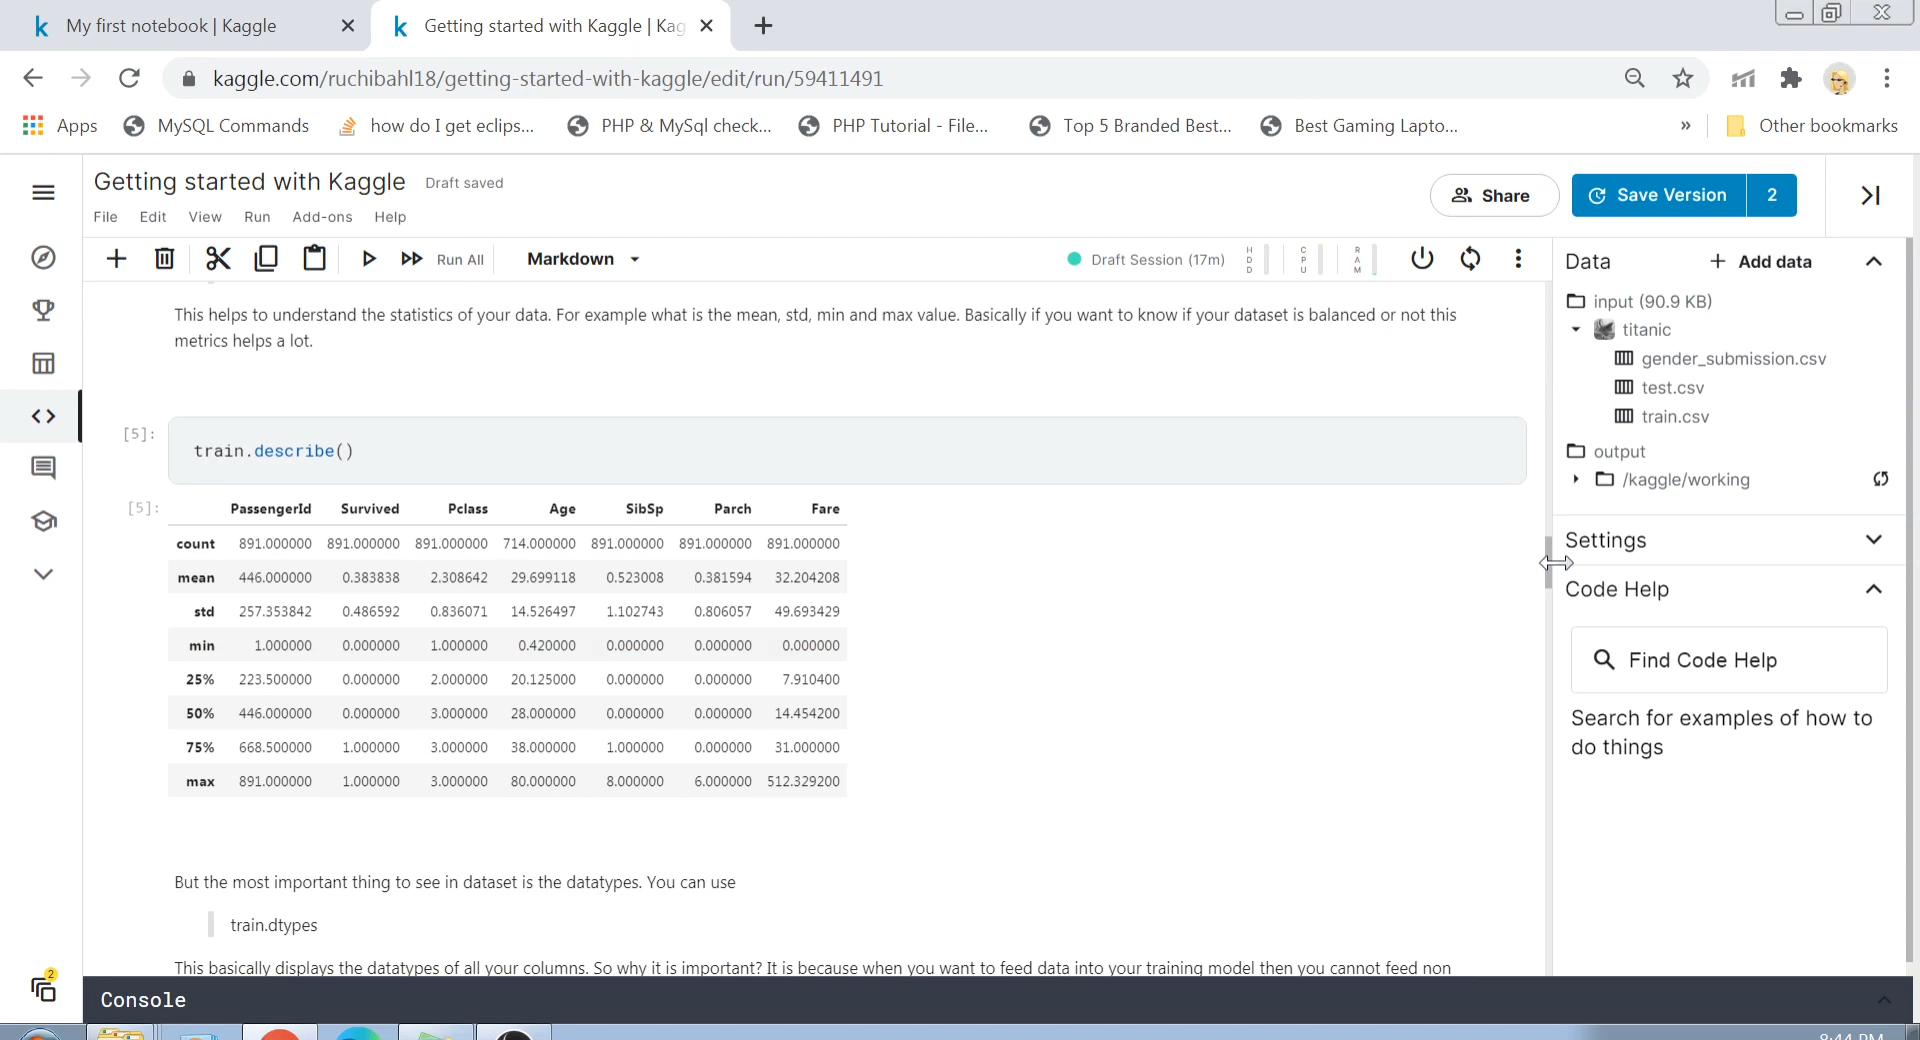 My first notebook | Kaggle
Getting started with Kaggle | Kag
kaggle.com/ruchibahl18/getting-started-with-kaggle/edit/run/59411491
Apps
MySQL Commands
how do I get eclips...
PHP & MySql check...
PHP Tutorial - File...
Top 5 Branded Best...
Best Gaming Lapto...
»
Other bookmarks
Getting started with Kaggle
Draft saved
File Edit View Run Add-ons Help
Share
Save Version 2
Run All
Markdown
Draft Session (17m)
HDD
CPU
RAM
Data
+ Add data
input (90.9 KB)
titanic
gender_submission.csv
test.csv
train.csv
output
/kaggle/working
Settings
Code Help
Find Code Help
Search for examples of how to
do things
This helps to understand the statistics of your data. For example what is the mean, std, min and max value. Basically if you want to know if your dataset is balanced or not this
metrics helps a lot.
[5]:
train.describe()
[5]:
PassengerId Survived Pclass Age SibSp Parch Fare
count 891.000000 891.000000 891.000000 714.000000 891.000000 891.000000 891.000000
mean 446.000000 0.383838 2.308642 29.699118 0.523008 0.381594 32.204208
std 257.353842 0.486592 0.836071 14.526497 1.102743 0.806057 49.693429
min 1.000000 0.000000 1.000000 0.420000 0.000000 0.000000 0.000000
25% 223.500000 0.000000 2.000000 20.125000 0.000000 0.000000 7.910400
50% 446.000000 0.000000 3.000000 28.000000 0.000000 0.000000 14.454200
75% 668.500000 1.000000 3.000000 38.000000 1.000000 0.000000 31.000000
max 891.000000 1.000000 3.000000 80.000000 8.000000 6.000000 512.329200
But the most important thing to see in dataset is the datatypes. You can use
train.dtypes
This basically displays the datatypes of all your columns. So why it is important? It is because when you want to feed data into your training model then you cannot feed non
2
Console
8:44 PM